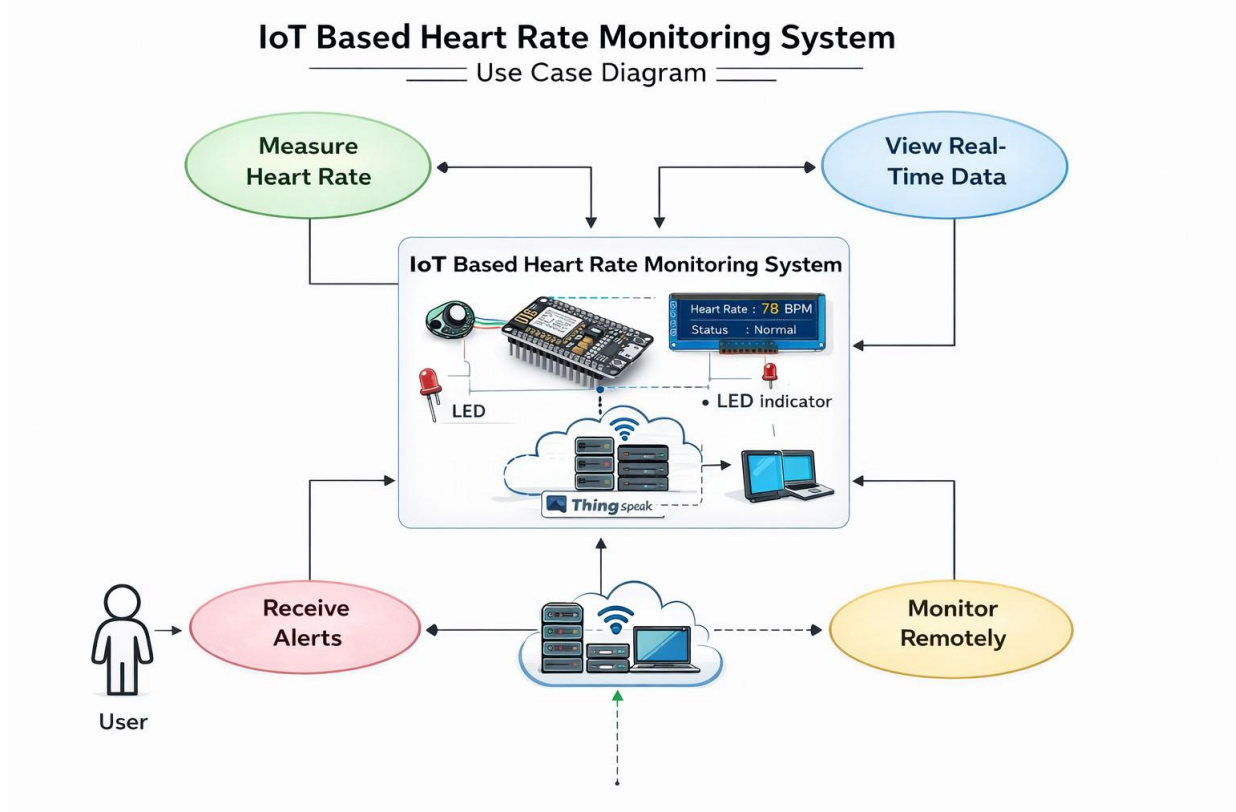 IoT Based Heart Rate Monitoring System
Use Case Diagram
Measure
Heart Rate
View Real-
Time Data
IoT Based Heart Rate Monitoring System
Heart Rate : 78 BPM
Status : Normal
LED
• LED indicator
ThingSpeak
Receive
Alerts
Monitor
Remotely
User